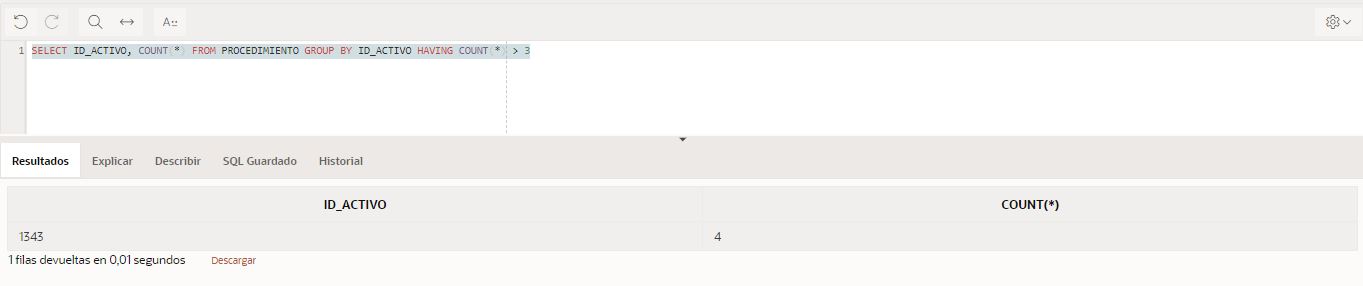 A
1 SELECT ID_ACTIVO, COUNT(*) FROM PROCEDIMIENTO GROUP BY ID_ACTIVO HAVING COUNT(*) > 3
Resultados Explicar Describir SQL Guardado Historial
ID_ACTIVO COUNT(*)
1343 4
1 filas devueltas en 0,01 segundos Descargar